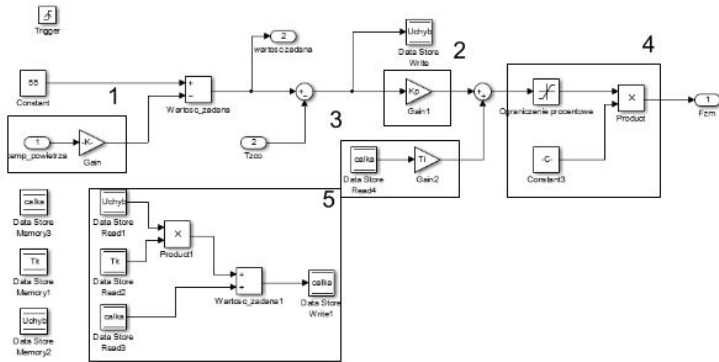 Trigger
55
Constant
1
+
−
Wartosc_zadana
2
wartosc zadana
Uchyb
Data Store
Write
2
Kp
Gain1
4
Ograniczenie procentowe
×
Product
1
Fzm
-C-
Constant3
1
temp_powietrza
-K-
Gain
2
Tzco
3
calka
Data Store
Read4
TI
Gain2
5
Uchyb
Data Store
Read1
×
Product1
Tk
Data Store
Read2
+
+
Wartosc_zadana1
calka
Data Store
Write1
calka
Data Store
Read3
calka
Data Store
Memory3
Tk
Data Store
Memory1
Uchyb
Data Store
Memory2